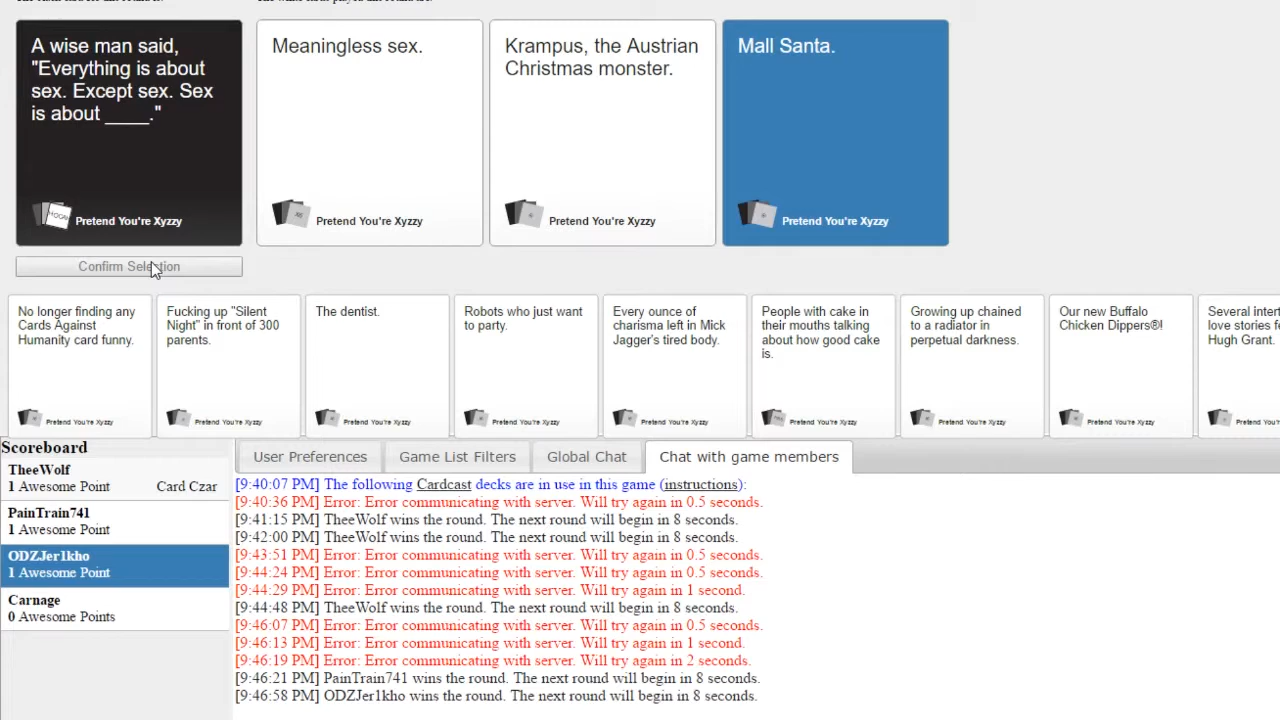 A wise man said,
"Everything is about
sex. Except sex. Sex
is about ____."
Pretend You're Xyzzy
Meaningless sex.
Pretend You're Xyzzy
Krampus, the Austrian
Christmas monster.
Pretend You're Xyzzy
Mall Santa.
Pretend You're Xyzzy
Confirm Selection
No longer finding any
Cards Against
Humanity card funny.
Pretend You're Xyzzy
Fucking up "Silent
Night" in front of 300
parents.
Pretend You're Xyzzy
The dentist.
Pretend You're Xyzzy
Robots who just want
to party.
Pretend You're Xyzzy
Every ounce of
charisma left in Mick
Jagger's tired body.
Pretend You're Xyzzy
People with cake in
their mouths talking
about how good cake
is.
Pretend You're Xyzzy
Growing up chained
to a radiator in
perpetual darkness.
Pretend You're Xyzzy
Our new Buffalo
Chicken Dippers®!
Pretend You're Xyzzy
Several
love stories
Hugh Grant.
Scoreboard
TheeWolf
1 Awesome Point Card Czar
PainTrain741
1 Awesome Point
ODZJer1kho
1 Awesome Point
Carnage
0 Awesome Points
User Preferences Game List Filters Global Chat Chat with game members
[9:40:07 PM] The following Cardcast decks are in use in this game (instructions):
[9:40:36 PM] Error: Error communicating with server. Will try again in 0.5 seconds.
[9:41:15 PM] TheeWolf wins the round. The next round will begin in 8 seconds.
[9:42:00 PM] TheeWolf wins the round. The next round will begin in 8 seconds.
[9:43:51 PM] Error: Error communicating with server. Will try again in 0.5 seconds.
[9:44:24 PM] Error: Error communicating with server. Will try again in 0.5 seconds.
[9:44:29 PM] Error: Error communicating with server. Will try again in 1 second.
[9:44:48 PM] TheeWolf wins the round. The next round will begin in 8 seconds.
[9:46:07 PM] Error: Error communicating with server. Will try again in 0.5 seconds.
[9:46:13 PM] Error: Error communicating with server. Will try again in 1 second.
[9:46:19 PM] Error: Error communicating with server. Will try again in 2 seconds.
[9:46:21 PM] PainTrain741 wins the round. The next round will begin in 8 seconds.
[9:46:58 PM] ODZJer1kho wins the round. The next round will begin in 8 seconds.